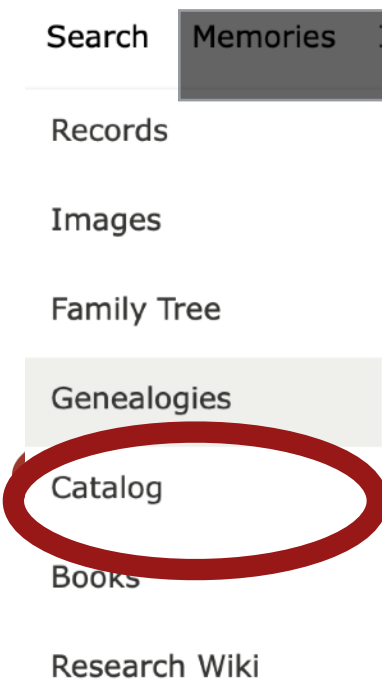 Search Memories
Records
Images
Family Tree
Genealogies
Catalog
Books
Research Wiki